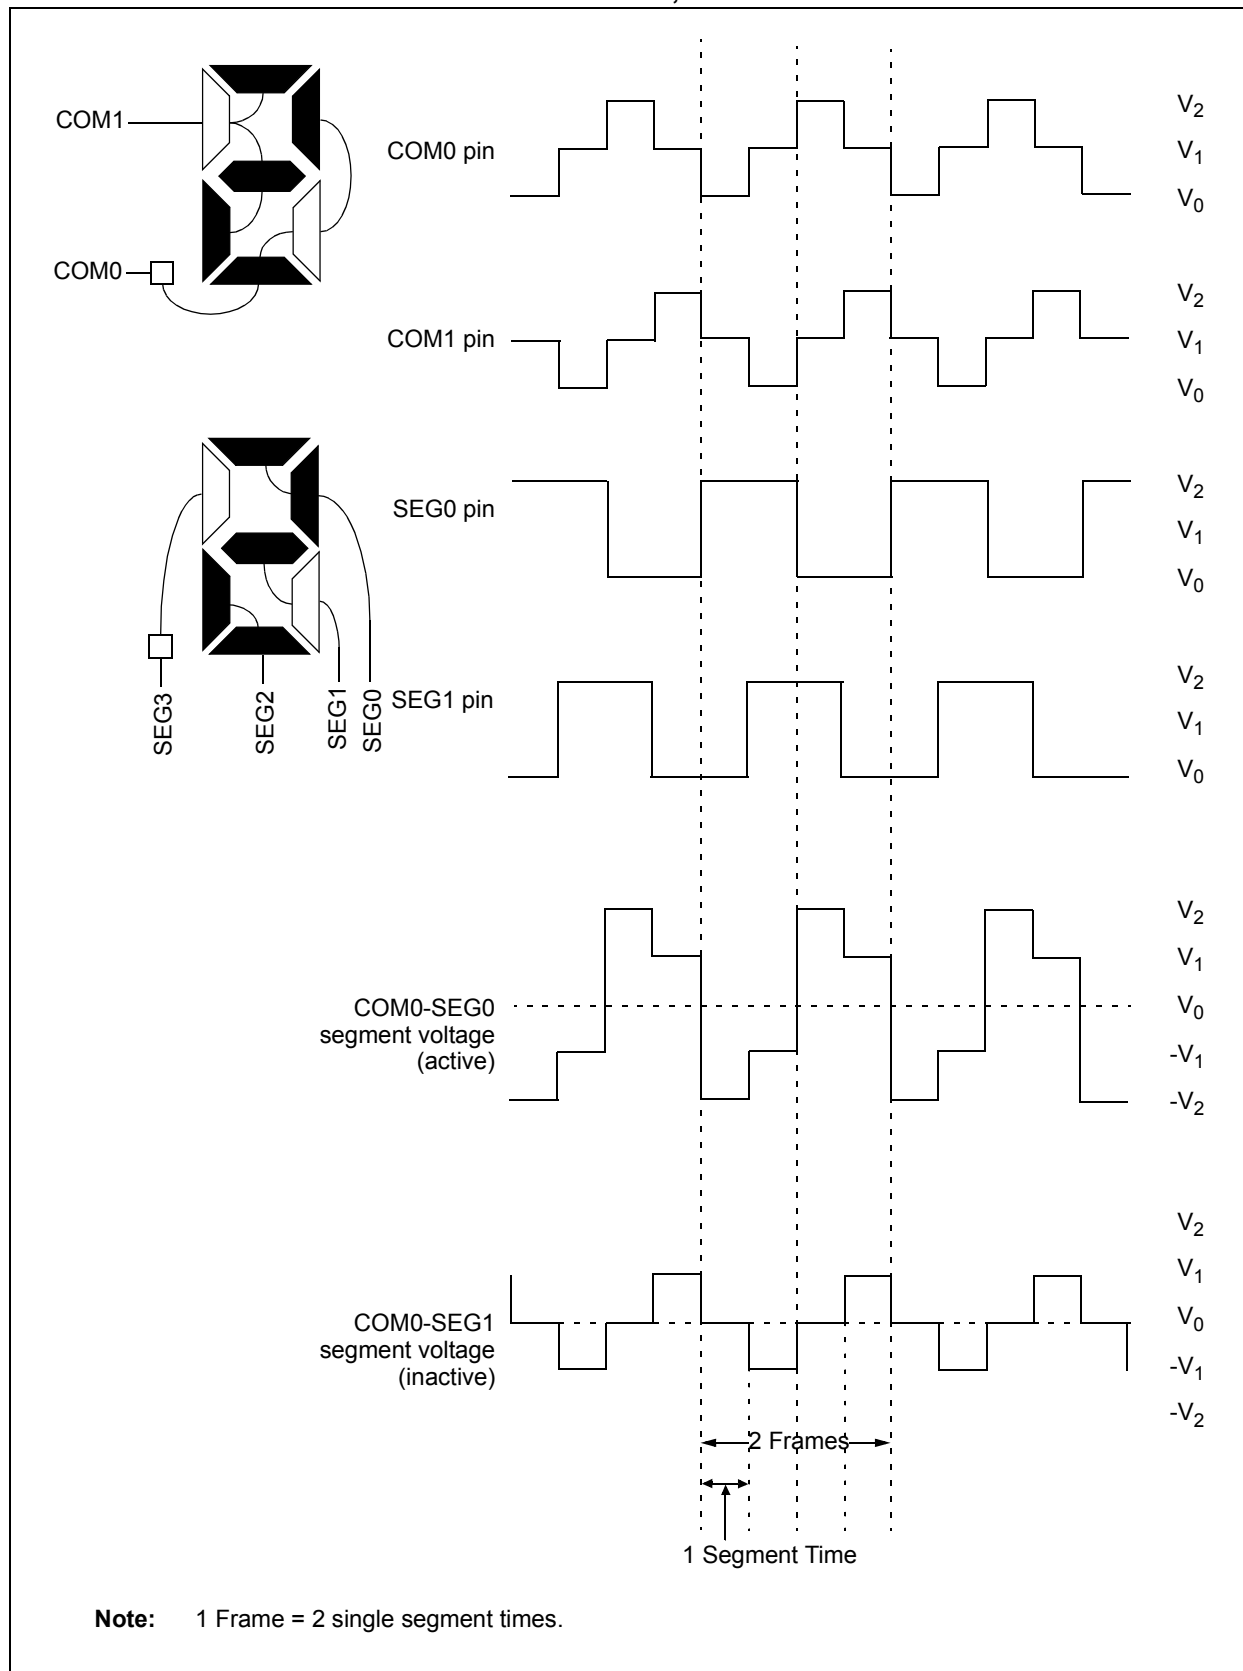 COM1
COM0
COM0 pin
V2
V1
V0
COM1 pin
V2
V1
V0
SEG0 pin
V2
V1
V0
SEG3
SEG2
SEG1
SEG0
SEG1 pin
V2
V1
V0
COM0-SEG0
segment voltage
(active)
V2
V1
V0
-V1
-V2
COM0-SEG1
segment voltage
(inactive)
V2
V1
V0
-V1
-V2
2 Frames
1 Segment Time
Note: 1 Frame = 2 single segment times.